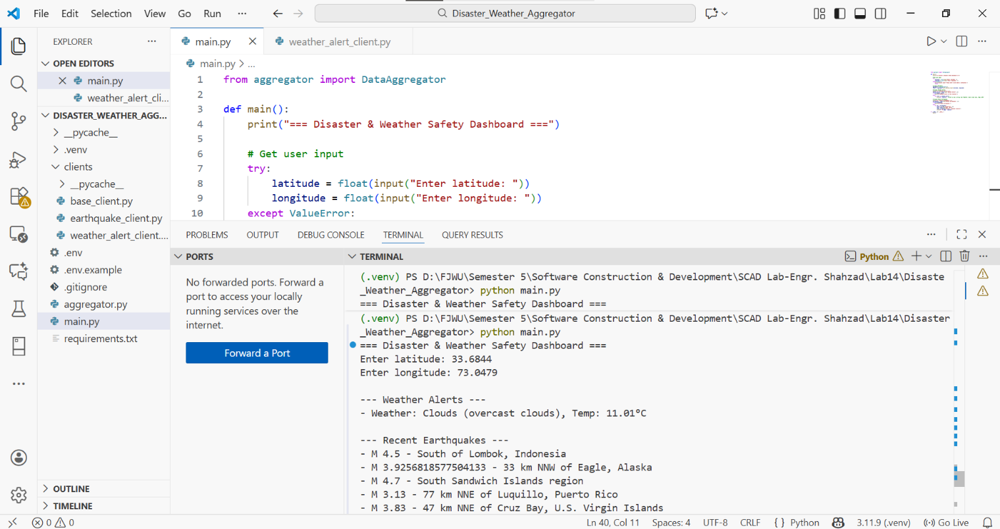 File Edit Selection View Go Run ··· Disaster_Weather_Aggregator
EXPLORER
OPEN EDITORS
main.py
weather_alert_cli...
DISASTER_WEATHER_AGG...
__pycache__
.venv
clients
__pycache__
base_client.py
earthquake_client.py
weather_alert_client....
.env
.env.example
.gitignore
aggregator.py
main.py
requirements.txt
OUTLINE
TIMELINE
main.py weather_alert_client.py
main.py > ...
1 from aggregator import DataAggregator
2
3 def main():
4 print("=== Disaster & Weather Safety Dashboard ===")
5
6 # Get user input
7 try:
8 latitude = float(input("Enter latitude: "))
9 longitude = float(input("Enter longitude: "))
10 except ValueError:
PROBLEMS OUTPUT DEBUG CONSOLE TERMINAL QUERY RESULTS
PORTS
No forwarded ports. Forward a
port to access your locally
running services over the
internet.
Forward a Port
TERMINAL Python
(.venv) PS D:\FJWU\Semester 5\Software Construction & Development\SCAD Lab-Engr. Shahzad\Lab14\Disaste
_Weather_Aggregator> python main.py
=== Disaster & Weather Safety Dashboard ===
(.venv) PS D:\FJWU\Semester 5\Software Construction & Development\SCAD Lab-Engr. Shahzad\Lab14\Disaster
_Weather_Aggregator> python main.py
=== Disaster & Weather Safety Dashboard ===
Enter latitude: 33.6844
Enter longitude: 73.0479
--- Weather Alerts ---
- Weather: Clouds (overcast clouds), Temp: 11.01°C
--- Recent Earthquakes ---
- M 4.5 - South of Lombok, Indonesia
- M 3.9256818577504133 - 33 km NNW of Eagle, Alaska
- M 4.7 - South Sandwich Islands region
- M 3.13 - 77 km NNE of Luquillo, Puerto Rico
- M 3.83 - 47 km NNE of Cruz Bay, U.S. Virgin Islands
0 0 Ln 40, Col 11 Spaces: 4 UTF-8 CRLF { } Python 3.11.9 (.venv) Go Live